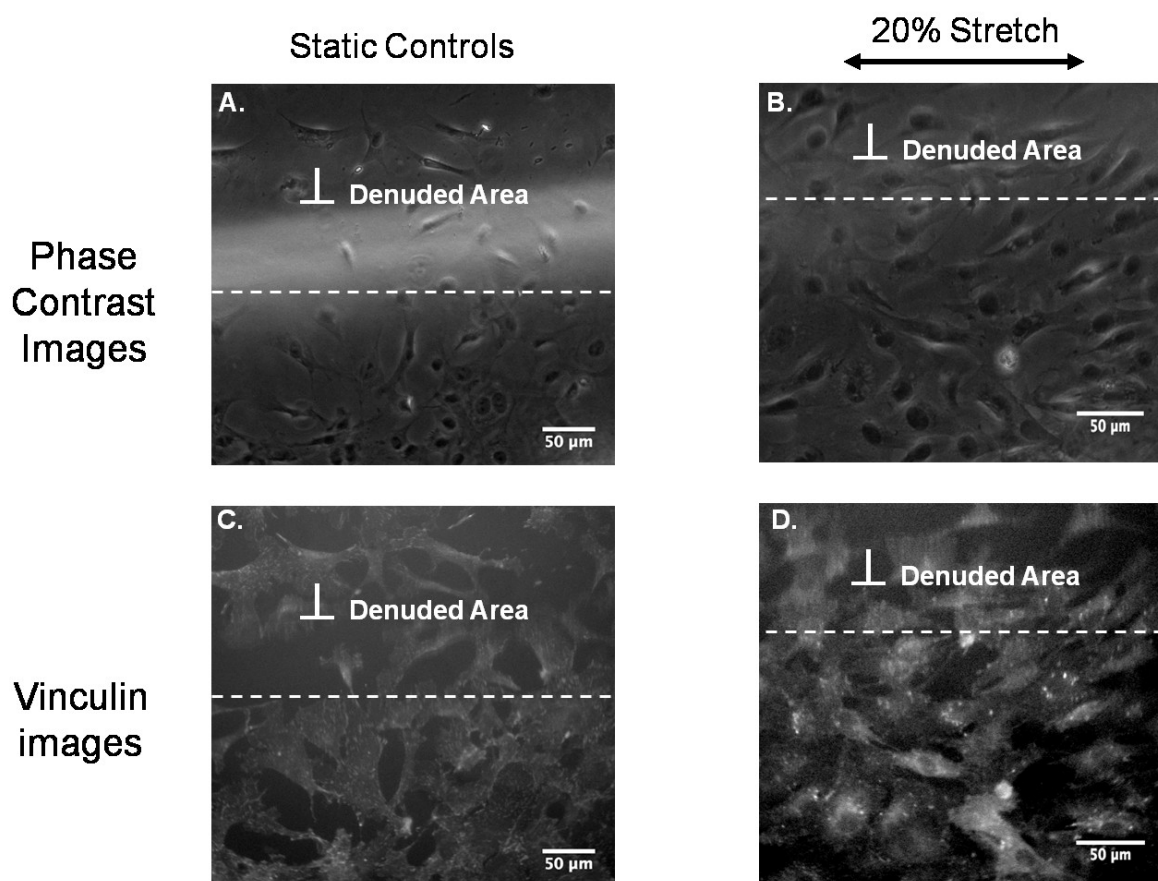 Static Controls
20% Stretch
Phase
Contrast
Images
A.
⊥ Denuded Area
50 µm
B.
⊥ Denuded Area
50 µm
Vinculin
images
C.
⊥ Denuded Area
50 µm
D.
⊥ Denuded Area
50 µm